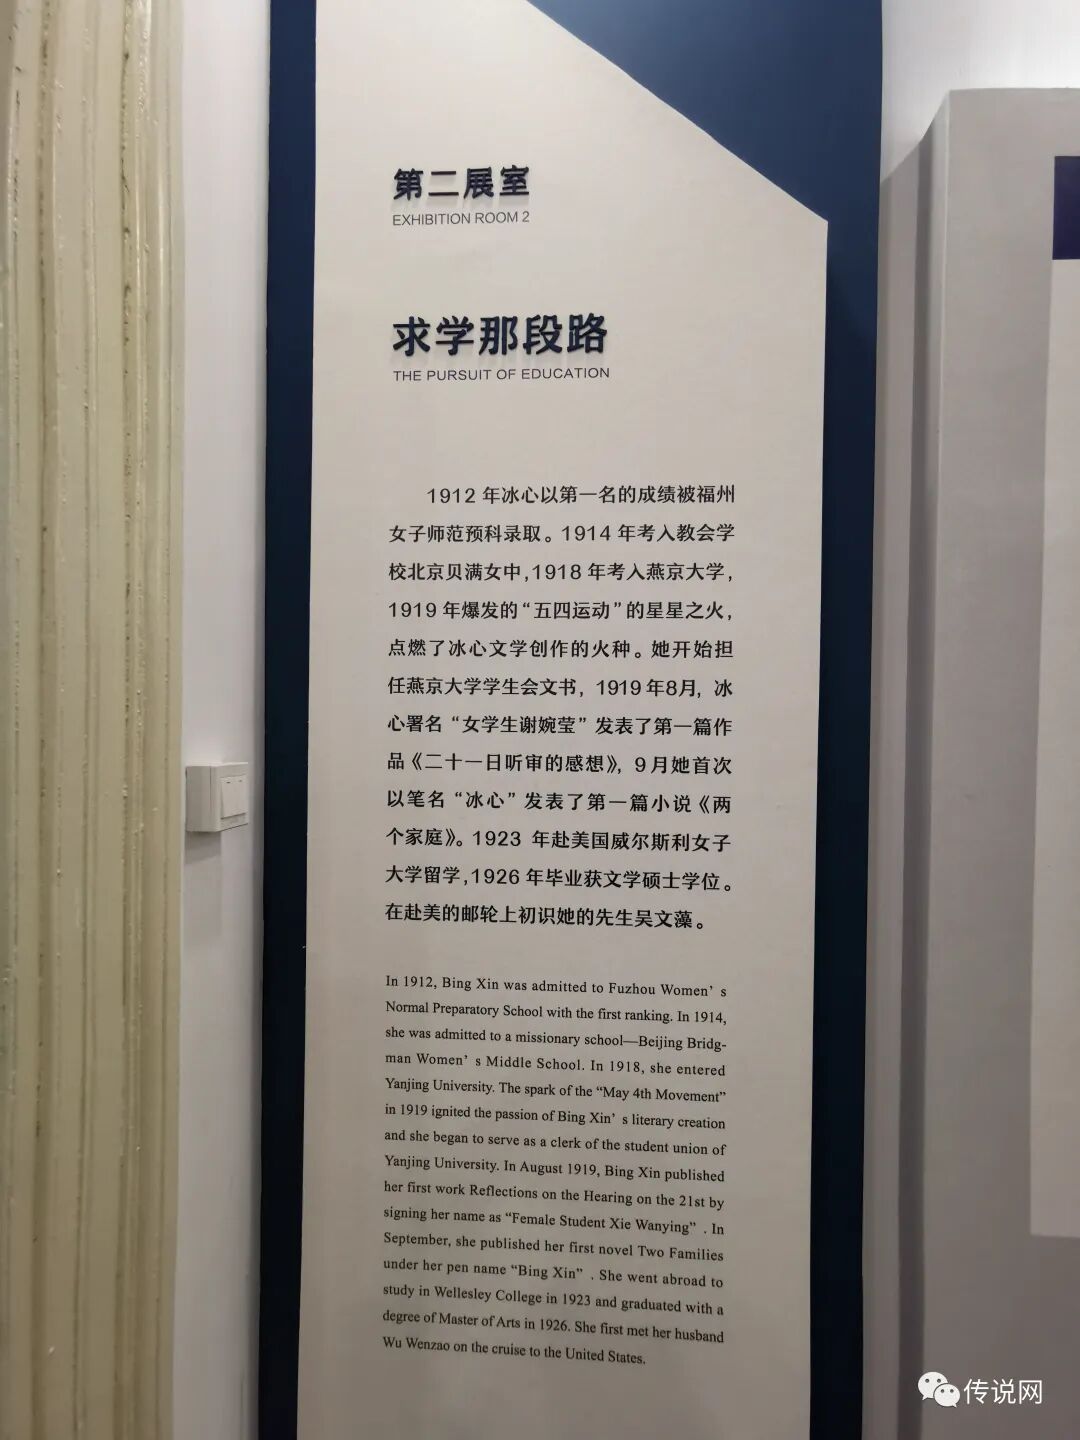 第二展室
EXHIBITION ROOM 2
求学那段路
THE PURSUIT OF EDUCATION
1912 年冰心以第一名的成绩被福州
女子师范预科录取。1914 年考入教会学
校北京贝满女中,1918 年考入燕京大学,
1919 年爆发的“五四运动”的星星之火,
点燃了冰心文学创作的火种。她开始担
任燕京大学学生会文书, 1919 年8月, 冰
心署名“女学生谢婉莹”发表了第一篇作
品《二十一日听审的感想》, 9 月她首次
以笔名“冰心”发表了第一篇小说《两
个家庭》。1923 年赴美国威尔斯利女子
大学留学,1926 年毕业获文学硕士学位。
在赴美的邮轮上初识她的先生吴文藻。
In 1912, Bing Xin was admitted to Fuzhou Women’ s
Normal Preparatory School with the first ranking. In 1914,
she was admitted to a missionary school—Beijing Bridg-
man Women’ s Middle School. In 1918, she entered
Yanjing University. The spark of the “May 4th Movement”
in 1919 ignited the passion of Bing Xin’ s literary creation
and she began to serve as a clerk of the student union of
Yanjing University. In August 1919, Bing Xin published
her first work Reflections on the Hearing on the 21st by
signing her name as “Female Student Xie Wanying” . In
September, she published her first novel Two Families
under her pen name “Bing Xin” . She went abroad to
study in Wellesley College in 1923 and graduated with a
degree of Master of Arts in 1926. She first met her husband
Wu Wenzao on the cruise to the United States.
传说网